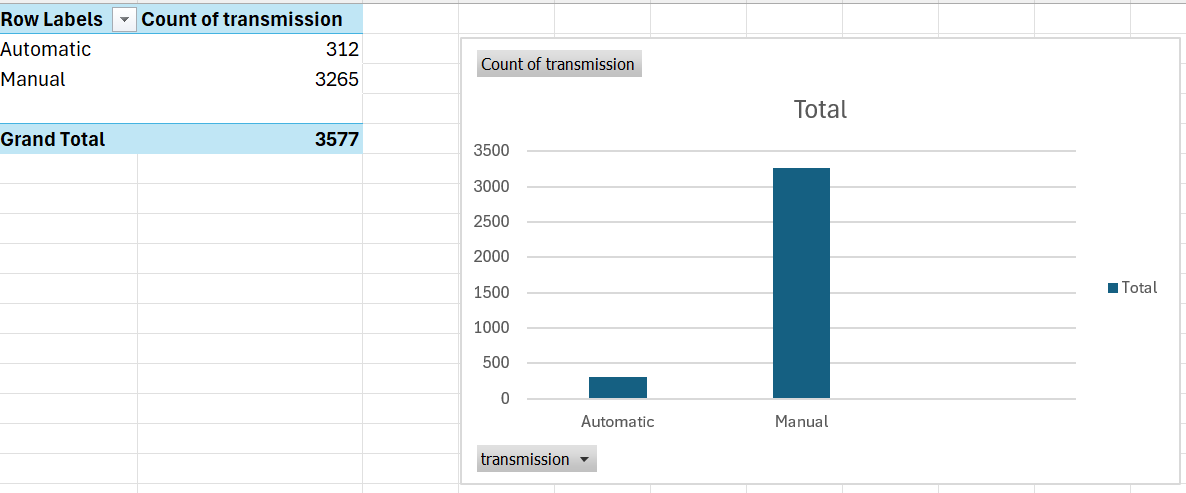 Row Labels Count of transmission
Automatic 312
Manual 3265
Grand Total 3577
Count of transmission
Total
3500
3000
2500
2000
1500
1000
500
0
Automatic Manual
Total
transmission